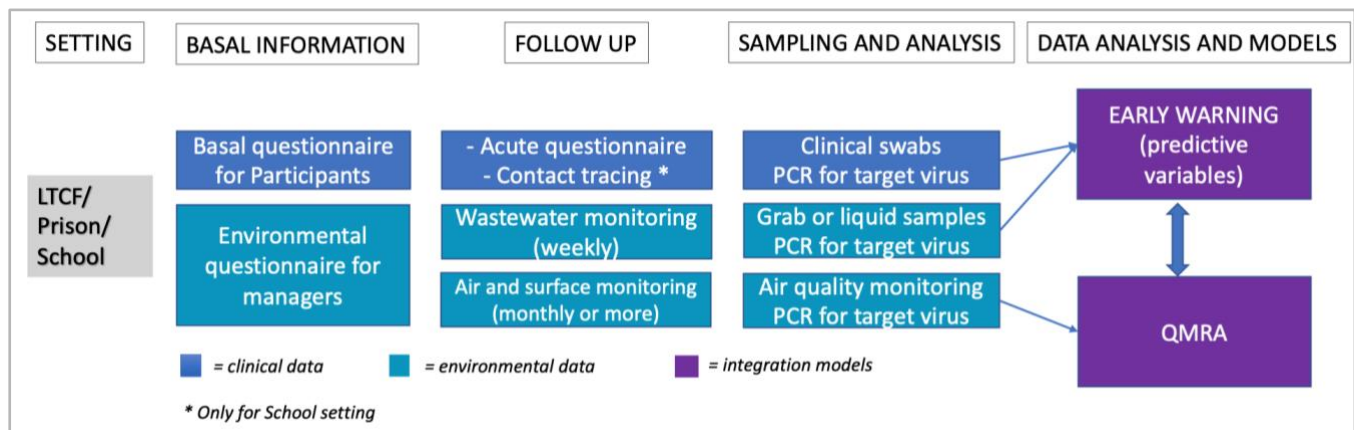 SETTING
BASAL INFORMATION
FOLLOW UP
SAMPLING AND ANALYSIS
DATA ANALYSIS AND MODELS
LTCF/
Prison/
School
Basal questionnaire
for Participants
Environmental
questionnaire for
managers
- Acute questionnaire
- Contact tracing *
Wastewater monitoring
(weekly)
Air and surface monitoring
(monthly or more)
Clinical swabs
PCR for target virus
Grab or liquid samples
PCR for target virus
Air quality monitoring
PCR for target virus
EARLY WARNING
(predictive
variables)
QMRA
= clinical data
= environmental data
= integration models
* Only for School setting